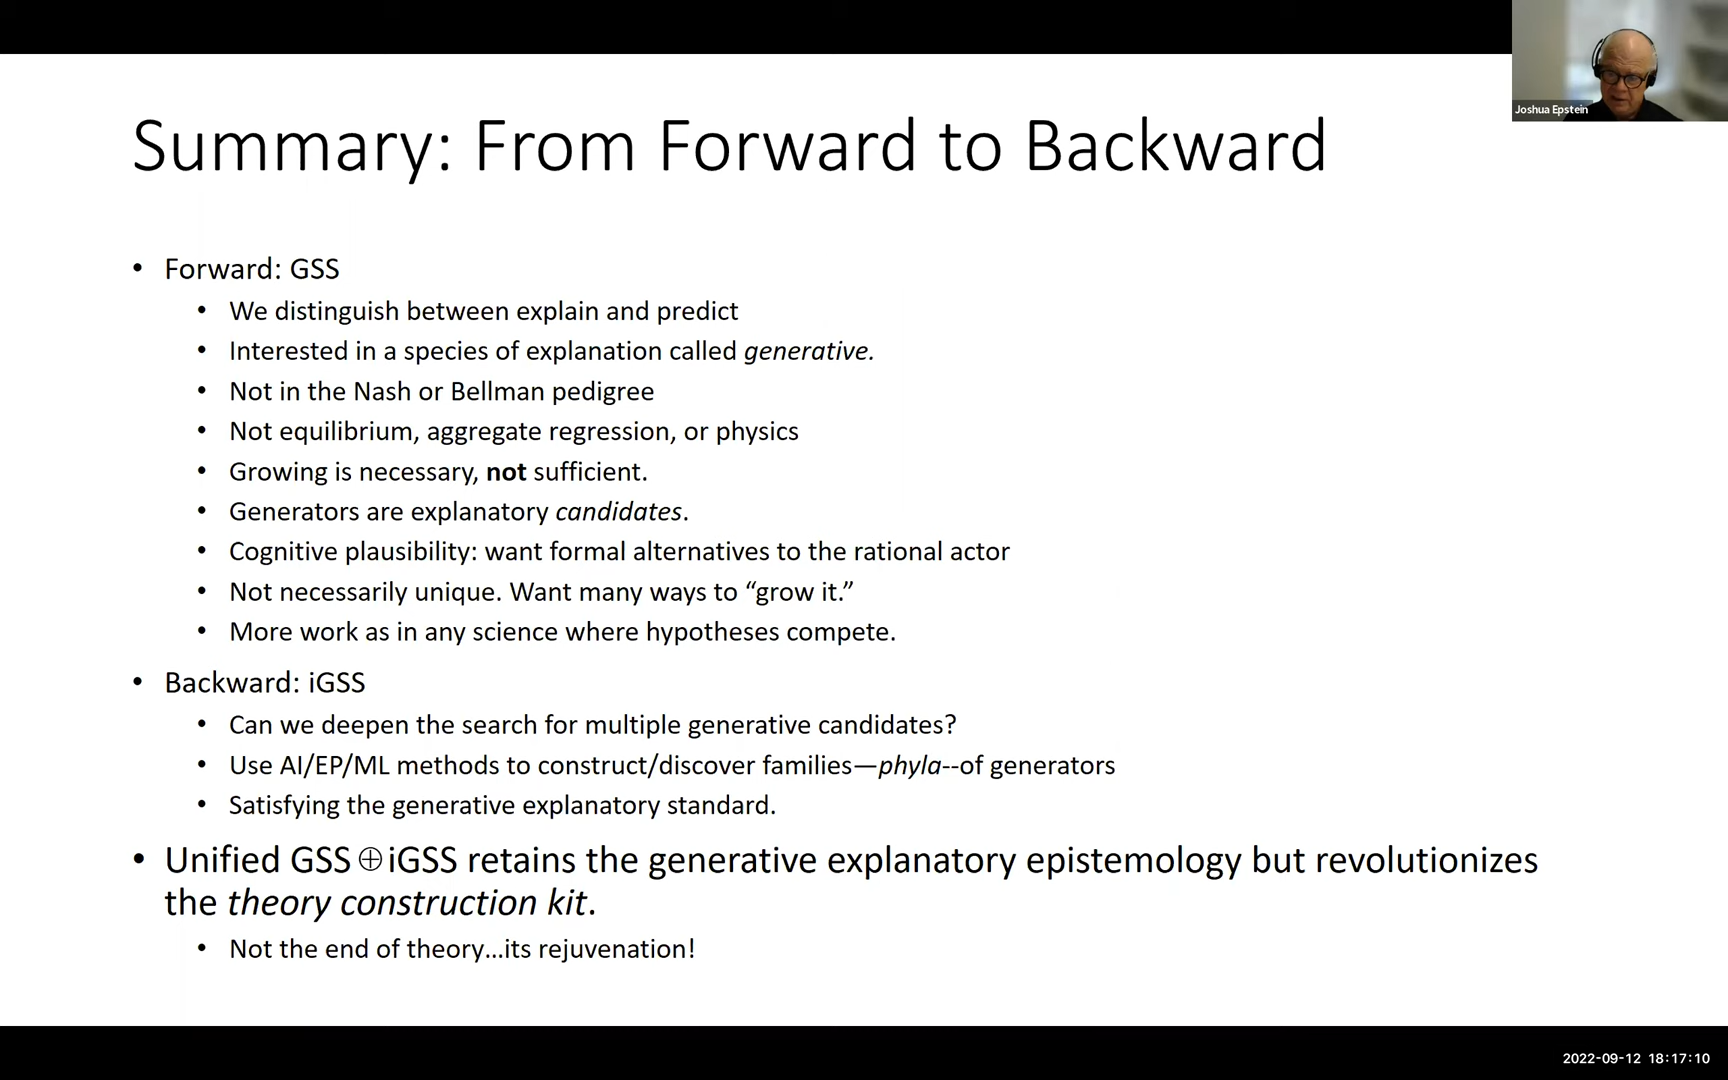 Joshua Epstein
Summary: From Forward to Backward
• Forward: GSS
• We distinguish between explain and predict
• Interested in a species of explanation called generative.
• Not in the Nash or Bellman pedigree
• Not equilibrium, aggregate regression, or physics
• Growing is necessary, not sufficient.
• Generators are explanatory candidates.
• Cognitive plausibility: want formal alternatives to the rational actor
• Not necessarily unique. Want many ways to “grow it.”
• More work as in any science where hypotheses compete.
• Backward: iGSS
• Can we deepen the search for multiple generative candidates?
• Use AI/EP/ML methods to construct/discover families—phyla--of generators
• Satisfying the generative explanatory standard.
• Unified GSS⊕iGSS retains the generative explanatory epistemology but revolutionizes
the theory construction kit.
• Not the end of theory…its rejuvenation!
2022-09-12 18:17:10